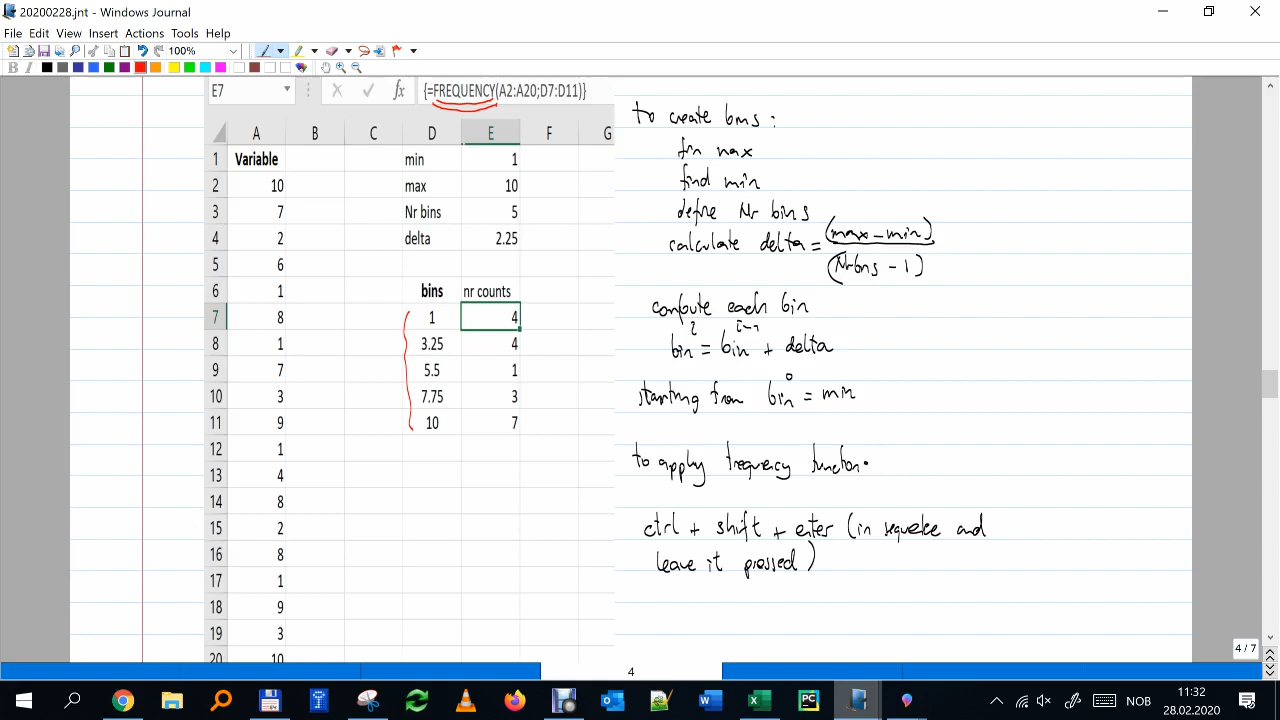 20200228.jnt - Windows Journal
File Edit View Insert Actions Tools Help
100%
B I
E7 fx {=FREQUENCY(A2:A20;D7:D11)}
A B C D E F G
1 Variable min 1
2 10 max 10
3 7 Nr bins 5
4 2 delta 2.25
5 6
6 1 bins nr counts
7 8 1 4
8 1 3.25 4
9 7 5.5 1
10 3 7.75 3
11 9 10 7
12 1
13 4
14 8
15 2
16 8
17 1
18 9
19 3
20 10
to create bins:
fin max
find min
define Nr bins
calculate delta = (max - min)
(Nr bins - 1)
compute each bin
i i-1
bin = bin + delta
0
starting from bin = min
to apply frequency function:
ctrl + shift + enter (in sequence and
leave it pressed)
4 / 7
4
PC
NOB
11:32
28.02.2020